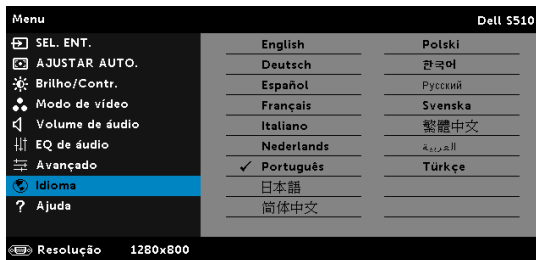 Menu Dell S510
SEL. ENT.
AJUSTAR AUTO.
Brilho/Contr.
Modo de vídeo
Volume de áudio
EQ de áudio
Avançado
Idioma
Ajuda
English
Deutsch
Español
Français
Italiano
Nederlands
✓ Português
日本語
简体中文
Polski
한국어
Русский
Svenska
繁體中文
العربية
Türkçe
Resolução 1280x800